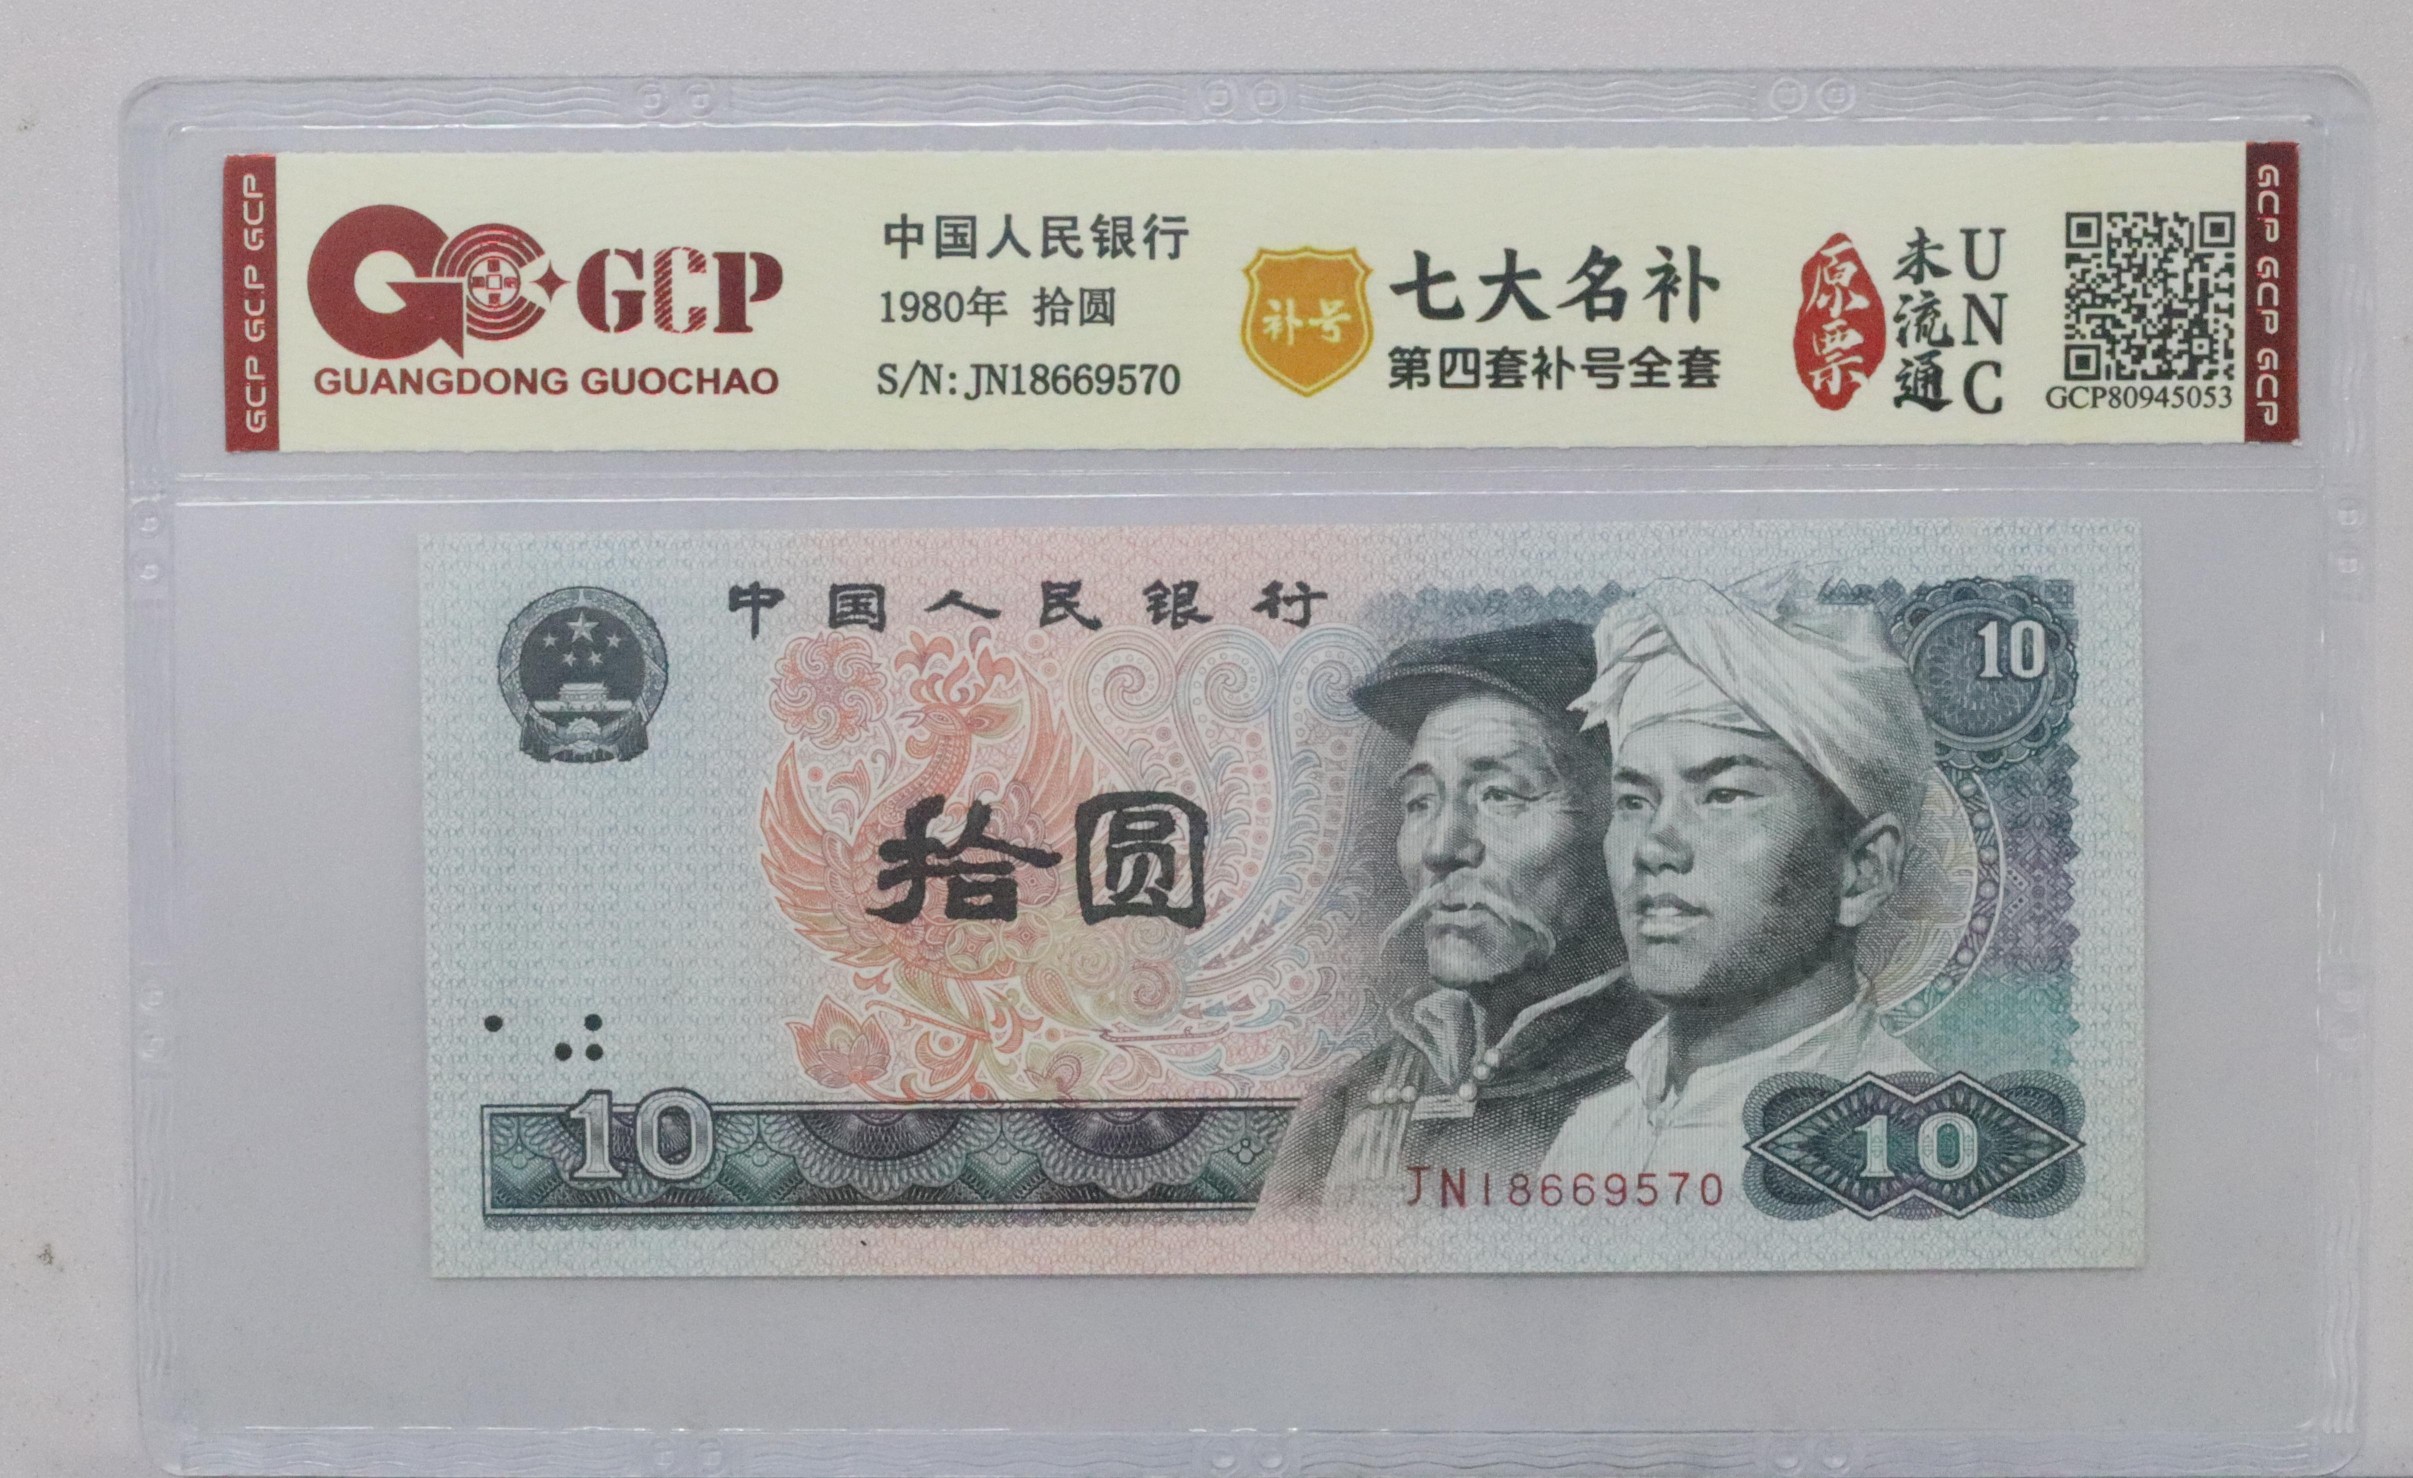 GCP GCP GCP
GCP
GUANGDONG GUOCHAO
中国人民银行
1980年 拾圆
S/N: JN18669570
补号
七大名补
第四套补号全套
原票
未流通
UNC
GCP80945053
GCP GCP GCP
中国人民银行
10
拾圆
10
JN18669570
10